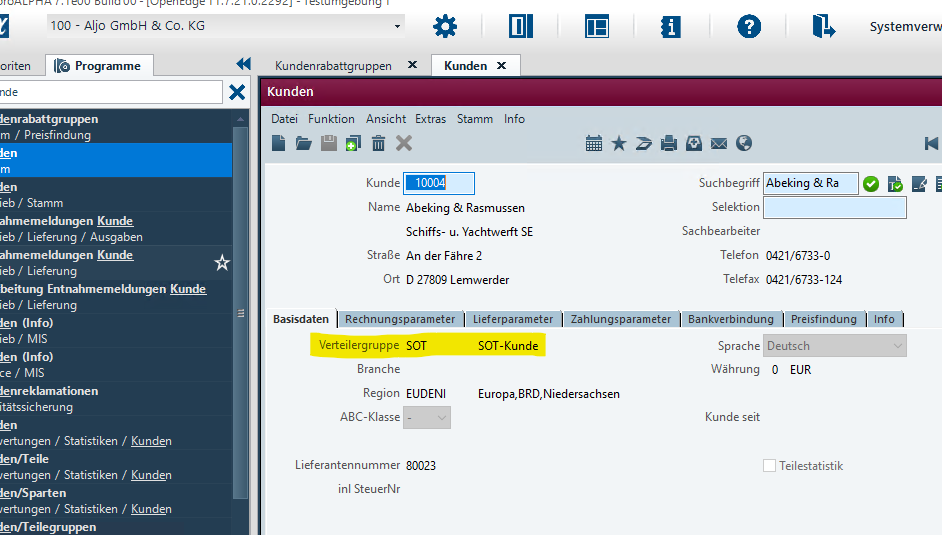 proALPHA 7.1e00 Build 00 - [OpenEdge 11.7.21.0.2292] - Testumgebung 1
100 - Aljo GmbH & Co. KG
Systemverw
oriten
Programme
Kundenrabattgruppen
Kunden
nde
Kunden
denrabattgruppen
m / Preisfindung
den
m
den
ieb / Stamm
ahmemeldungen Kunde
ieb / Lieferung / Ausgaben
ahmemeldungen Kunde
ieb / Lieferung
rbeitung Entnahmemeldungen Kunde
ieb / Lieferung
den (Info)
ieb / MIS
den (Info)
ice / MIS
denreklamationen
itätssicherung
den
wertungen / Statistiken / Kunden
den/Teile
wertungen / Statistiken / Kunden
den/Sparten
wertungen / Statistiken / Kunden
den/Teilegruppen
Datei Funktion Ansicht Extras Stamm Info
Kunde 10004
Suchbegriff Abeking & Ra
Name Abeking & Rasmussen
Selektion
Schiffs- u. Yachtwerft SE
Sachbearbeiter
Straße An der Fähre 2
Telefon 0421/6733-0
Ort D 27809 Lemwerder
Telefax 0421/6733-124
Basisdaten Rechnungsparameter Lieferparameter Zahlungsparameter Bankverbindung Preisfindung Info
Verteilergruppe SOT SOT-Kunde
Sprache Deutsch
Branche
Währung 0 EUR
Region EUDENI Europa,BRD,Niedersachsen
ABC-Klasse -
Kunde seit
Lieferantennummer 80023
Teilestatistik
inl SteuerNr